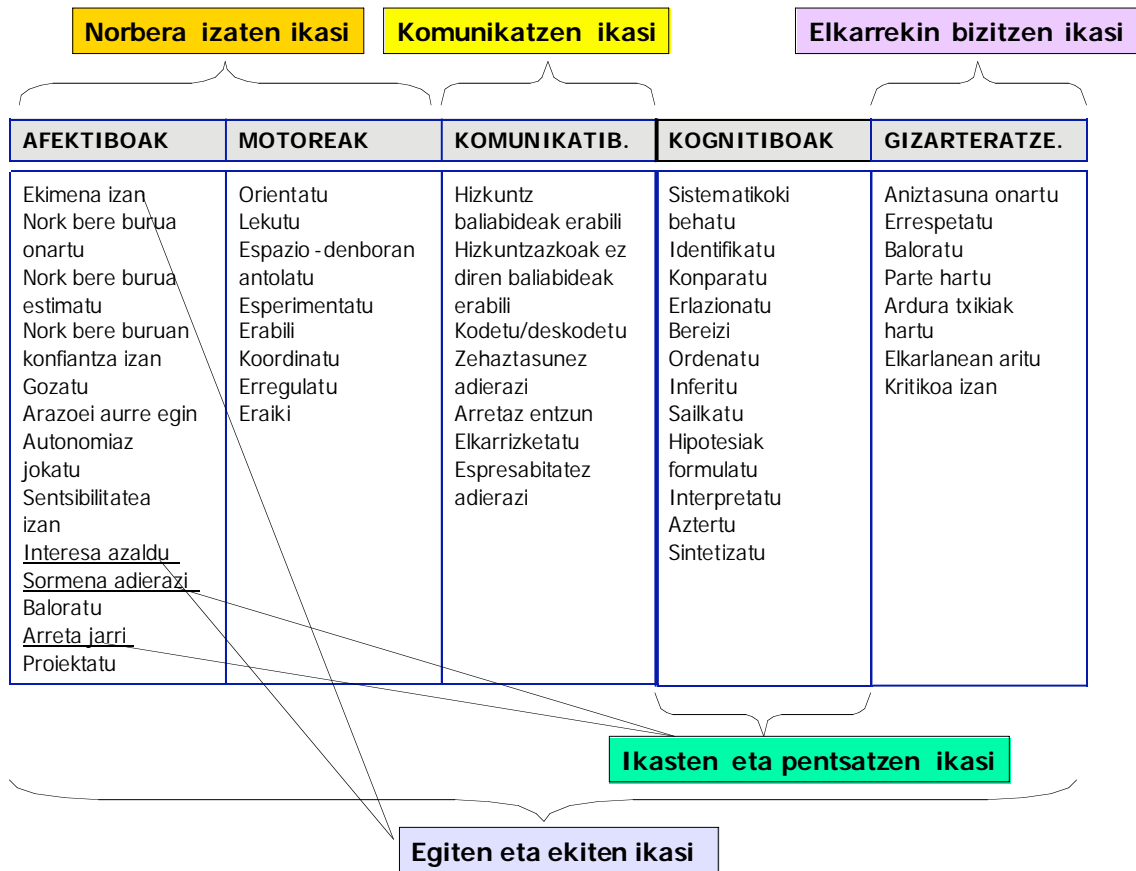 Norbera izaten ikasi
Komunikatzen ikasi
Elkarrekin bizitzen ikasi
AFEKTIBOAK
MOTOREAK
KOMUNIKATIB.
KOGNITIBOAK
GIZARTERATZE.
Ekimena izan
Nork bere burua
onartu
Nork bere burua
estimatu
Nork bere buruan
konfiantza izan
Gozatu
Arazoei aurre egin
Autonomiaz
jokatu
Sentsibilitatea
izan
Interesa azaldu
Sormena adierazi
Baloratu
Arreta jarri
Proiektatu
Orientatu
Lekutu
Espazio-denboran
antolatu
Esperimentatu
Erabili
Koordinatu
Erregulatu
Eraiki
Hizkuntz
baliabideak erabili
Hizkuntzazkoak ez
diren baliabideak
erabili
Kodetu/deskodetu
Zehaztasunez
adierazi
Arretaz entzun
Elkarrizketatu
Espresabitatez
adierazi
Sistematikoki
behatu
Identifikatu
Konparatu
Erlazionatu
Bereizi
Ordenatu
Inferitu
Sailkatu
Hipotesiak
formulatu
Interpretatu
Aztertu
Sintetizatu
Aniztasuna onartu
Errespetatu
Baloratu
Parte hartu
Ardura txikiak
hartu
Elkarlanean aritu
Kritikoa izan
Ikasten eta pentsatzen ikasi
Egiten eta ekiten ikasi